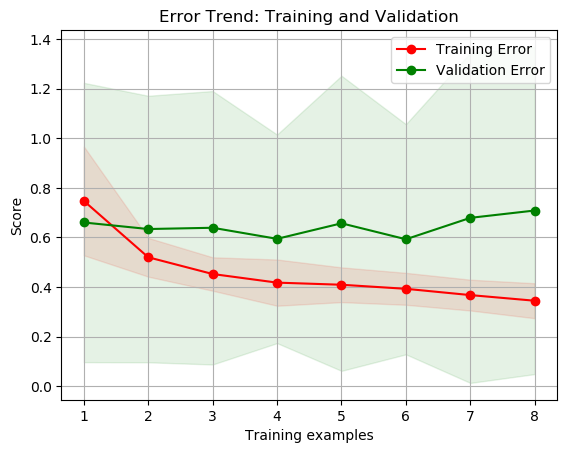 Error Trend: Training and Validation
Training Error
Validation Error
1.4
1.2
1.0
0.8
0.6
0.4
0.2
0.0
Score
1 2 3 4 5 6 7 8
Training examples